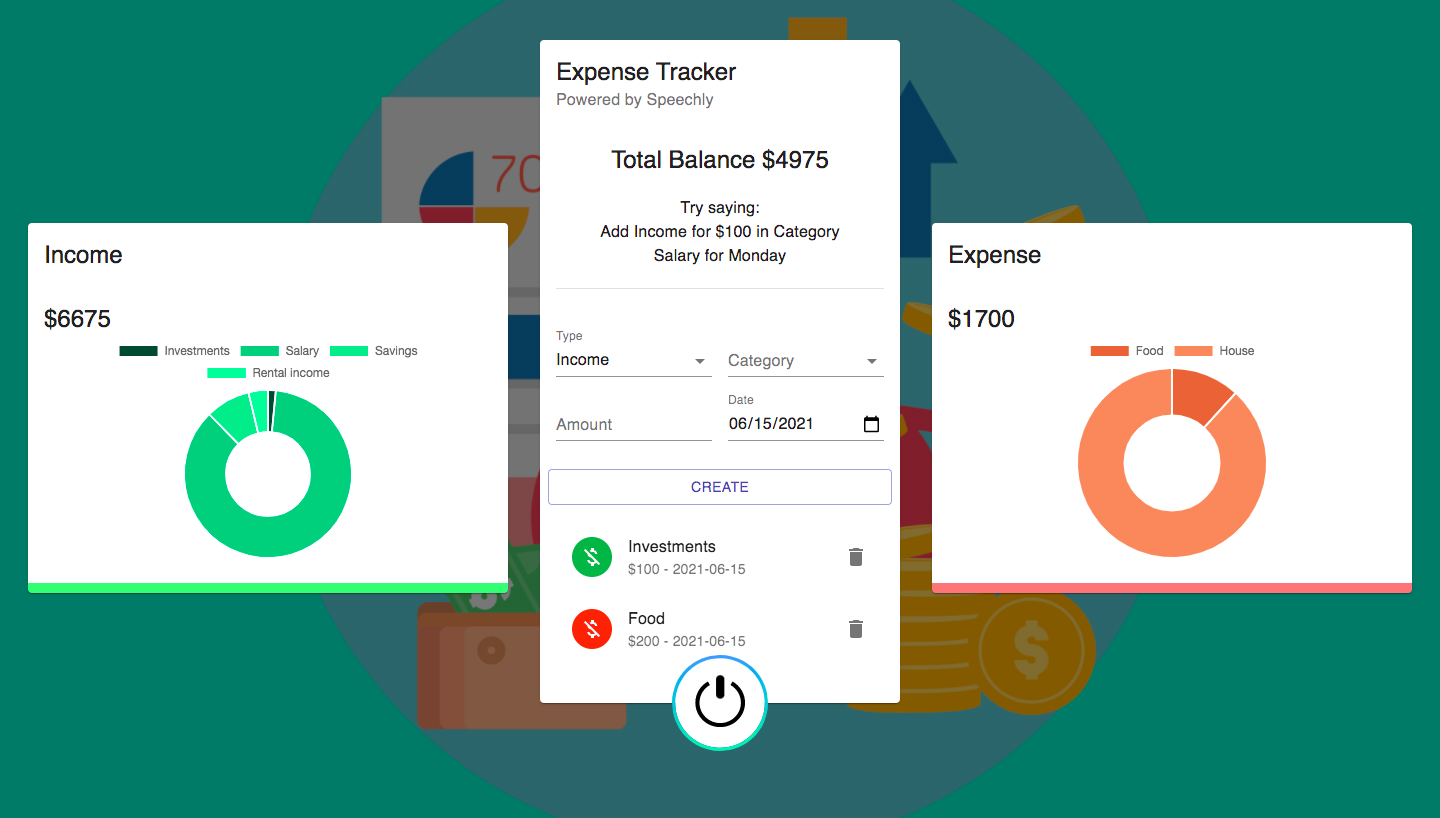 Expense Tracker
Powered by Speechly
Total Balance $4975
Try saying:
Add Income for $100 in Category
Salary for Monday
Income
$6675
Investments Salary Savings
Rental income
Type
Income
Category
Amount
Date
06/15/2021
CREATE
Investments
$100 - 2021-06-15
Food
$200 - 2021-06-15
Expense
$1700
Food House
70
$